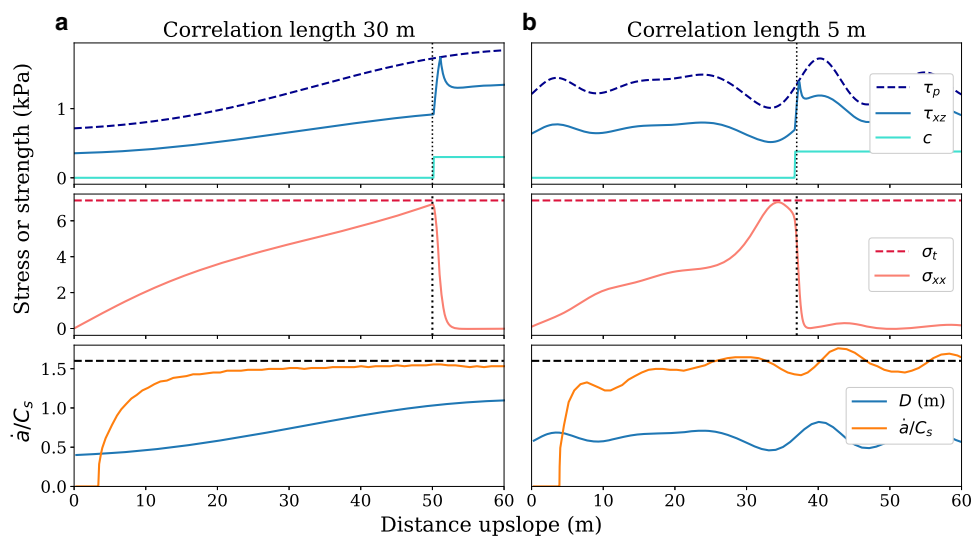 a
b
Correlation length 30 m
Correlation length 5 m
Stress or strength (kPa)
1
0
τp
τxz
c
6
4
2
0
σt
σxx
ȧ/Cs
1.5
1.0
0.5
0.0
D (m)
ȧ/Cs
0 10 20 30 40 50 60
0 10 20 30 40 50 60
Distance upslope (m)